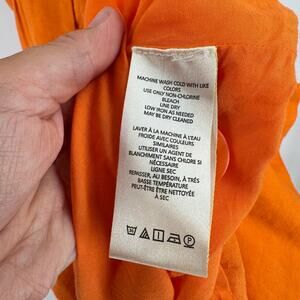 MACHINE WASH COLD WITH LIKE
COLORS
USE ONLY NON-CHLORINE
BLEACH
LINE DRY
LOW IRON AS NEEDED
MAY BE DRY CLEANED
LAVER À LA MACHINE À L'EAU
FROIDE AVEC COULEURS
SIMILAIRES
UTILISER UN AGENT DE
BLANCHIMENT SANS CHLORE SI
NÉCESSAIRE
LIGNE SEC
REPASSER, AU BESOIN, À TRÈS
BASSE TEMPÉRATURE
PEUT-ÊTRE ÊTRE NETTOYÉE
À SEC